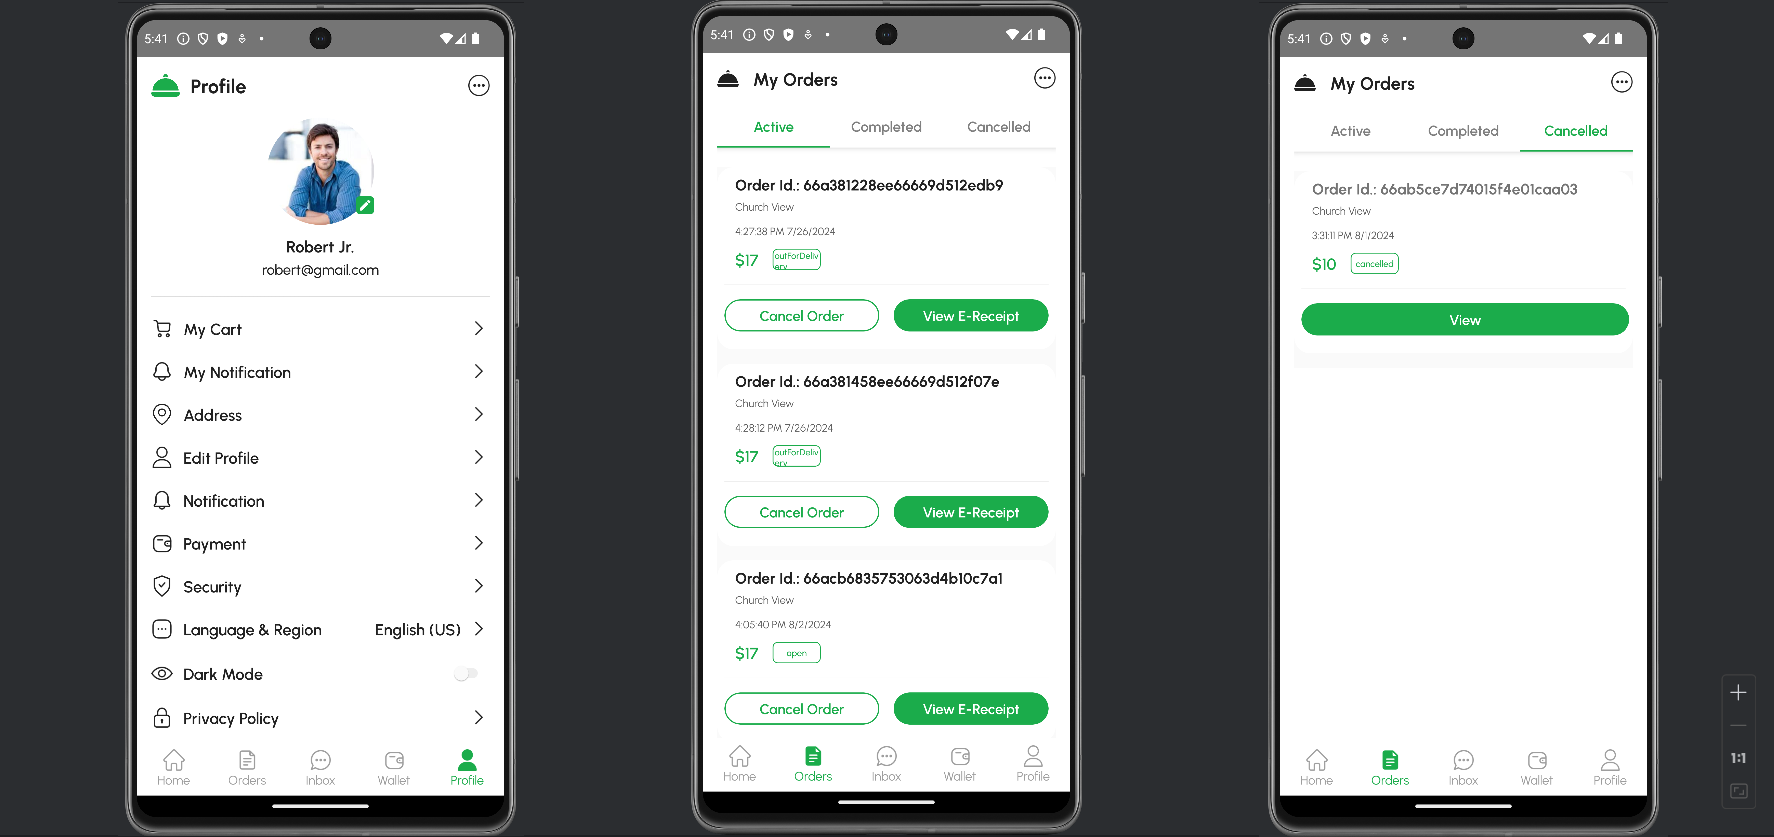 5:41
Profile
Robert Jr.
robert@gmail.com
My Cart
My Notification
Address
Edit Profile
Notification
Payment
Security
Language & Region English (US)
Dark Mode
Privacy Policy
Home Orders Inbox Wallet Profile
5:41
My Orders
Active Completed Cancelled
Order Id.: 66a381228ee66669d512edb9
Church View
4:27:38 PM 7/26/2024
$17 outForDeliv
ery
Cancel Order View E-Receipt
Order Id.: 66a381458ee66669d512f07e
Church View
4:28:12 PM 7/26/2024
$17 outForDeliv
ery
Cancel Order View E-Receipt
Order Id.: 66acb6835753063d4b10c7a1
Church View
4:05:40 PM 8/2/2024
$17 open
Cancel Order View E-Receipt
Home Orders Inbox Wallet Profile
5:41
My Orders
Active Completed Cancelled
Order Id.: 66ab5ce7d74015f4e01caa03
Church View
3:31:11 PM 8/1/2024
$10 cancelled
View
Home Orders Inbox Wallet Profile
1:1